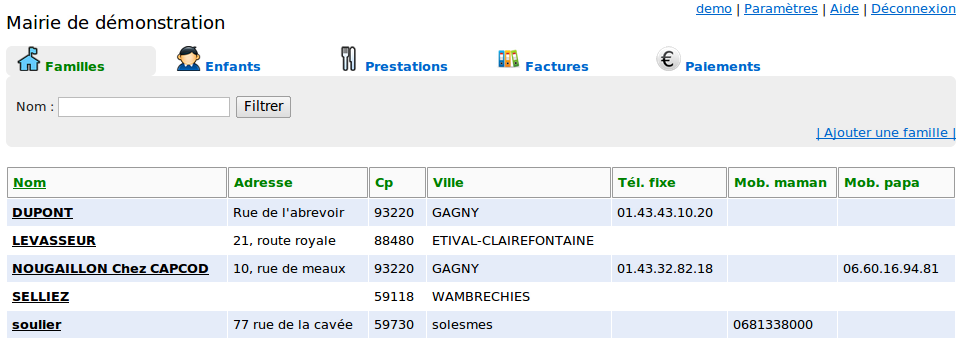 demo | Paramètres | Aide | Déconnexion
Mairie de démonstration
Familles Enfants Prestations Factures Paiements
Nom : Filtrer
| Ajouter une famille |
Nom Adresse Cp Ville Tél. fixe Mob. maman Mob. papa
DUPONT Rue de l'abrevoir 93220 GAGNY 01.43.43.10.20
LEVASSEUR 21, route royale 88480 ETIVAL-CLAIREFONTAINE
NOUGAILLON Chez CAPCOD 10, rue de meaux 93220 GAGNY 01.43.32.82.18 06.60.16.94.81
SELLIEZ 59118 WAMBRECHIES
soulier 77 rue de la cavée 59730 solesmes 0681338000